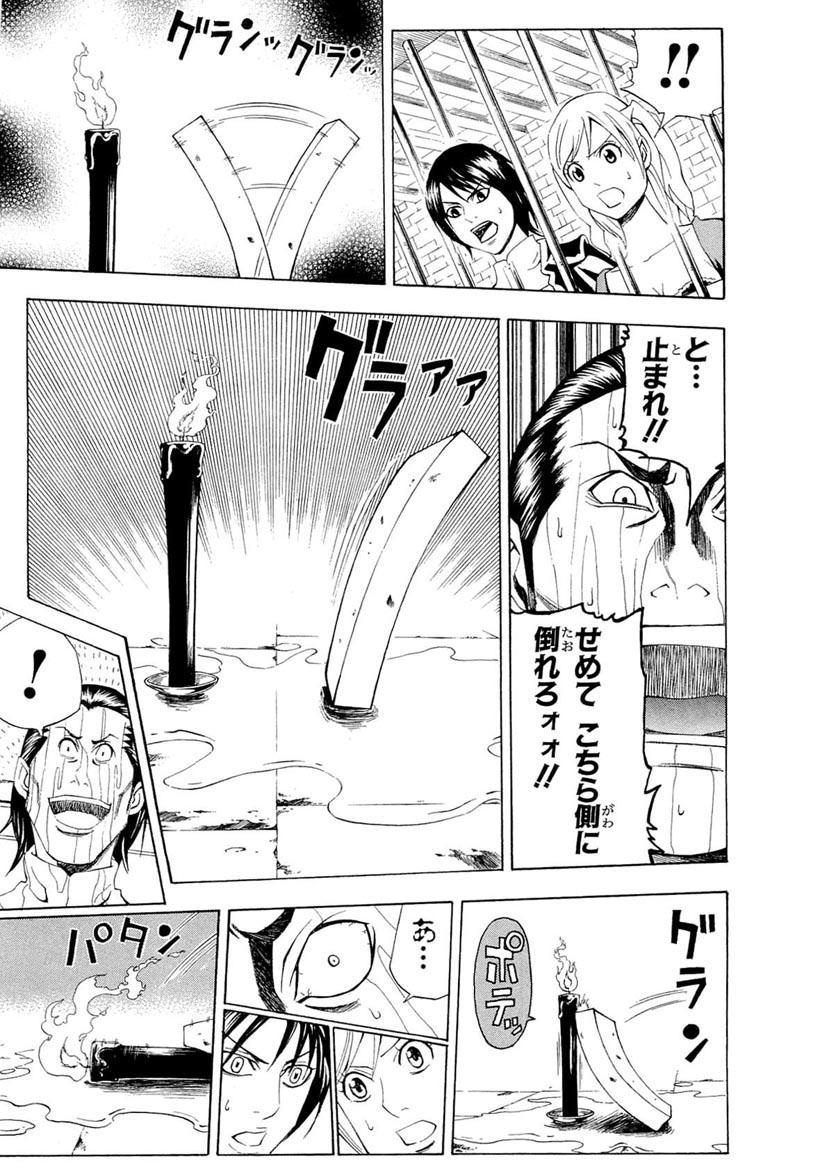 !!
グランッ グランッ
と…
止まれ!!
せめて こちら側に
倒れろォォ!!
グラァァ
!
グラン
ポテッ
あ…
パタン